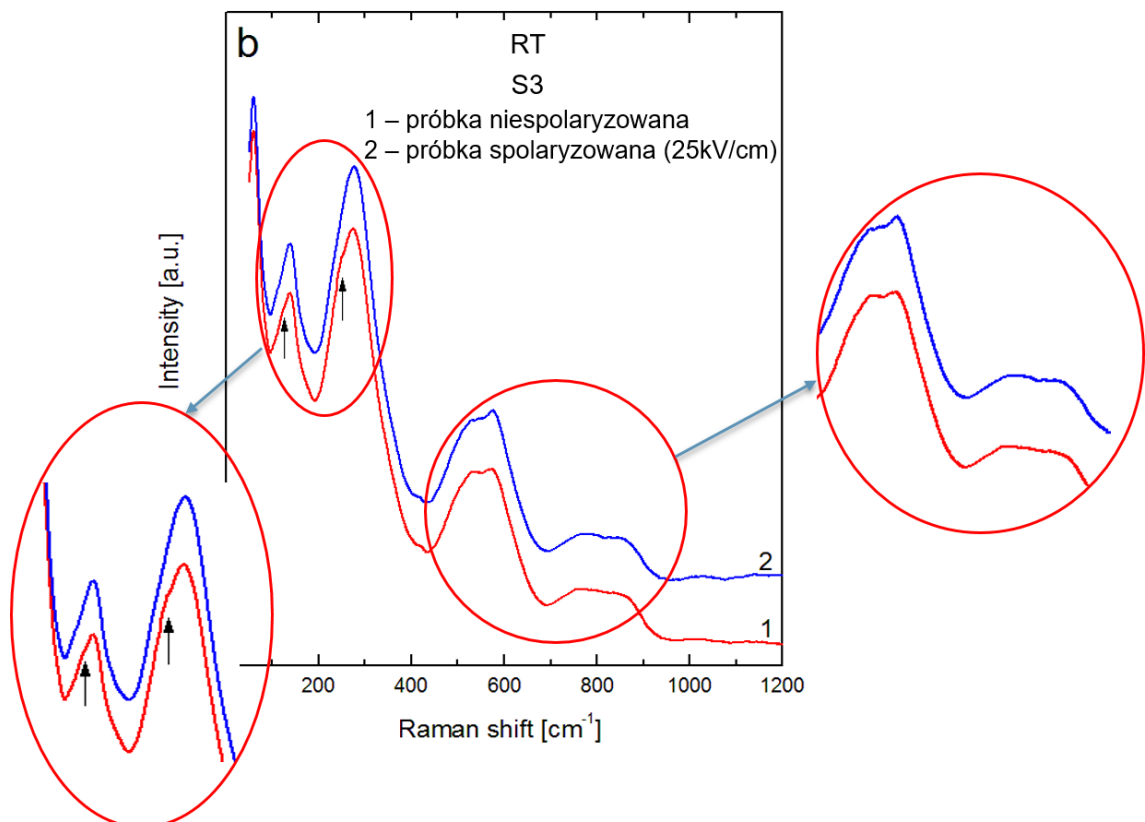 b
RT
S3
1 – próbka niespolaryzowana
2 – próbka spolaryzowana (25kV/cm)
Intensity [a.u.]
2
1
200 400 600 800 1000 1200
Raman shift [cm⁻¹]